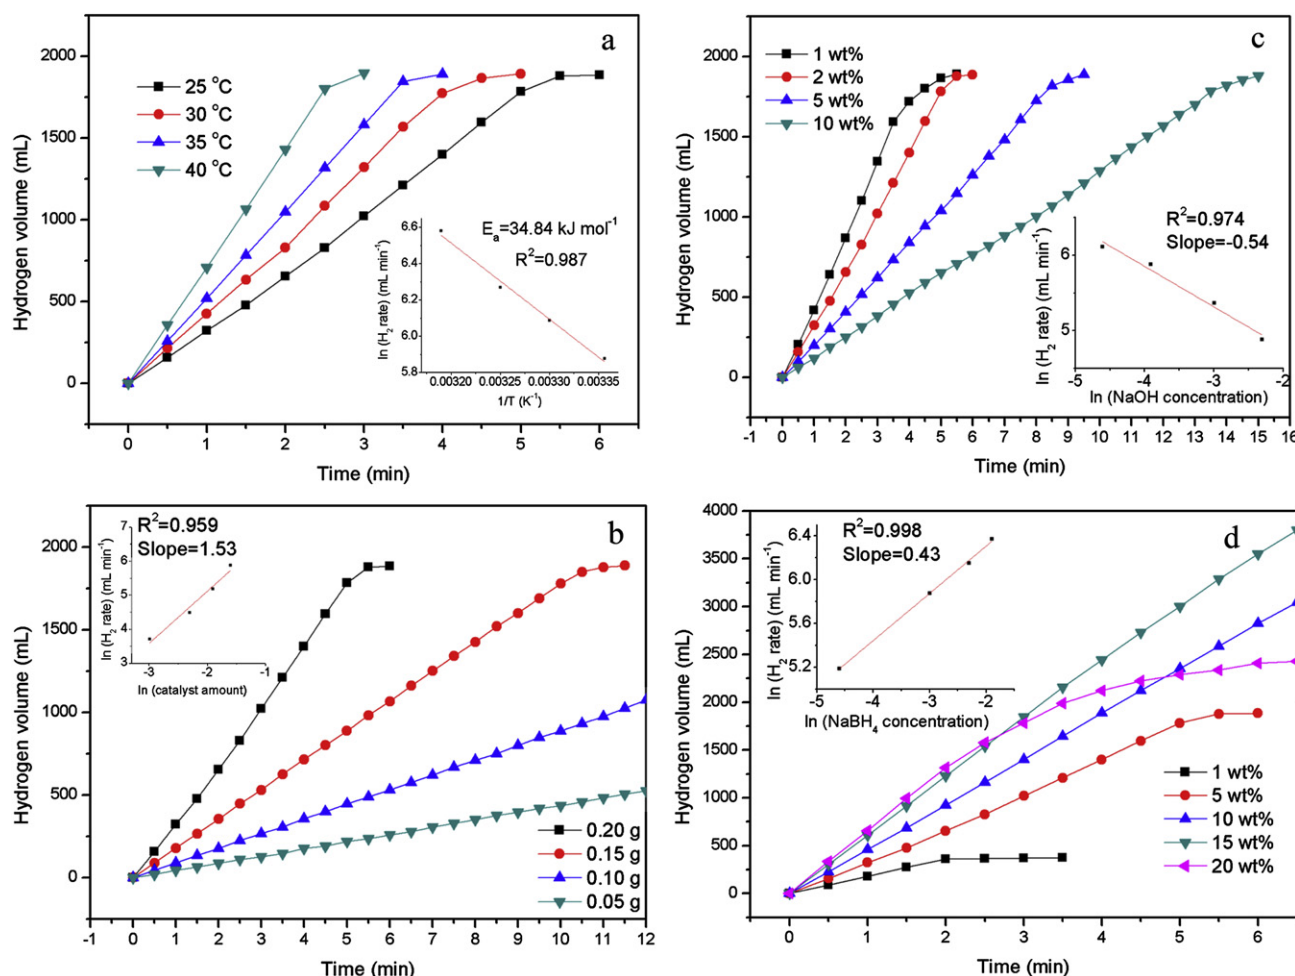 a
2000
1500
1000
500
0
Hydrogen volume (mL)
25 °C
30 °C
35 °C
40 °C
Eₐ=34.84 kJ mol⁻¹
R²=0.987
6.6
6.4
6.2
6.0
5.8
ln (H₂ rate) (mL min⁻¹)
0.00320 0.00325 0.00330 0.00335
1/T (K⁻¹)
0 1 2 3 4 5 6
Time (min)
c
2000
1500
1000
500
0
-500
Hydrogen volume (mL)
1 wt%
2 wt%
5 wt%
10 wt%
R²=0.974
Slope=-0.54
6
5
ln (H₂ rate) (mL min⁻¹)
-5 -4 -3 -2
ln (NaOH concentration)
-1 0 1 2 3 4 5 6 7 8 9 10 11 12 13 14 15 16
Time (min)
b
2000
1500
1000
500
0
Hydrogen volume (mL)
R²=0.959
Slope=1.53
7
6
5
4
3
ln (H₂ rate) (mL min⁻¹)
-3 -2 -1
ln (catalyst amount)
0.20 g
0.15 g
0.10 g
0.05 g
-1 0 1 2 3 4 5 6 7 8 9 10 11 12
Time (min)
d
4000
3500
3000
2500
2000
1500
1000
500
0
Hydrogen volume (mL)
R²=0.998
Slope=0.43
6.4
6.0
5.6
5.2
ln (H₂ rate) (mL min⁻¹)
-5 -4 -3 -2
ln (NaBH₄ concentration)
1 wt%
5 wt%
10 wt%
15 wt%
20 wt%
0 1 2 3 4 5 6
Time (min)